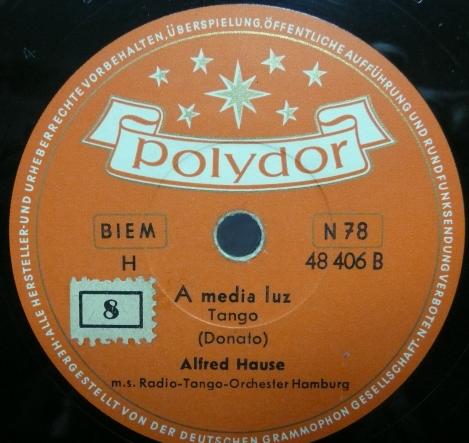 ALLE HERSTELLER- UND URHEBERRECHTE VORBEHALTEN, ÜBERSPIELUNG, ÖFFENTLICHE AUFFÜHRUNG UND RUNDFUNKSENDUNG VERBOTEN.
polydor
BIEM
N 78
H
48 406 B
8
A media luz
Tango
(Donato)
Alfred Hause
m.s. Radio-Tango-Orchester Hamburg
HERGESTELLT VON DER DEUTSCHEN GRAMMOPHON GESELLSCHAFT